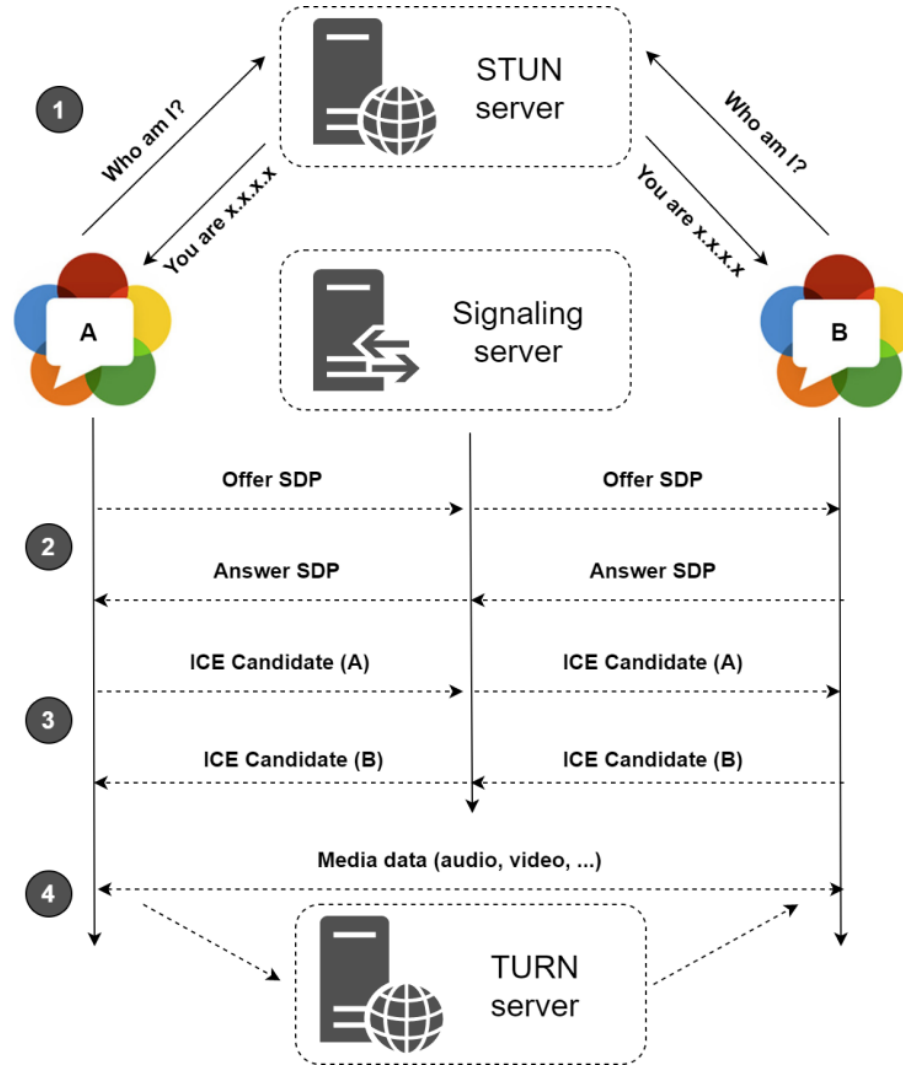 STUN
server
1
Who am I?
Who am I?
You are x.x.x.x
You are x.x.x.x
A
Signaling
server
B
Offer SDP
Offer SDP
2
Answer SDP
Answer SDP
ICE Candidate (A)
ICE Candidate (A)
3
ICE Candidate (B)
ICE Candidate (B)
Media data (audio, video, ...)
4
TURN
server